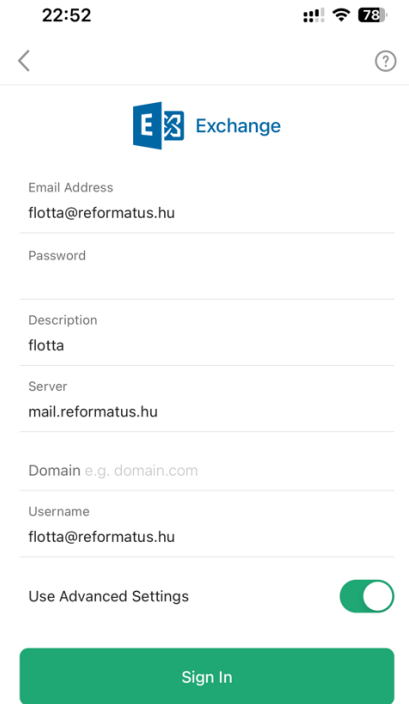 22:52
78
?
E
Exchange
Email Address
flotta@reformatus.hu
Password
Description
flotta
Server
mail.reformatus.hu
Domain e.g. domain.com
Username
flotta@reformatus.hu
Use Advanced Settings
Sign In